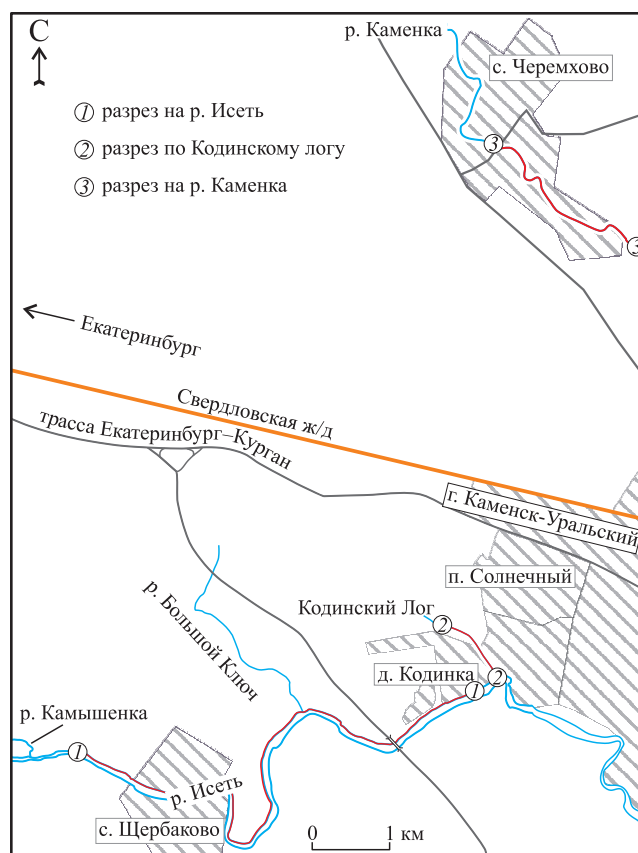 р. Каменка
С
с. Черемхово
1 разрез на р. Исеть
2 разрез по Кодинскому логу
3 разрез на р. Каменка
3
3
Екатеринбург
Свердловская ж/д
трасса Екатеринбург–Курган
г. Каменск-Уральский
п. Солнечный
р. Большой Ключ
Кодинский Лог
2
д. Кодинка
1
2
р. Камышенка
1
р. Исеть
с. Щербаково
0 1 км